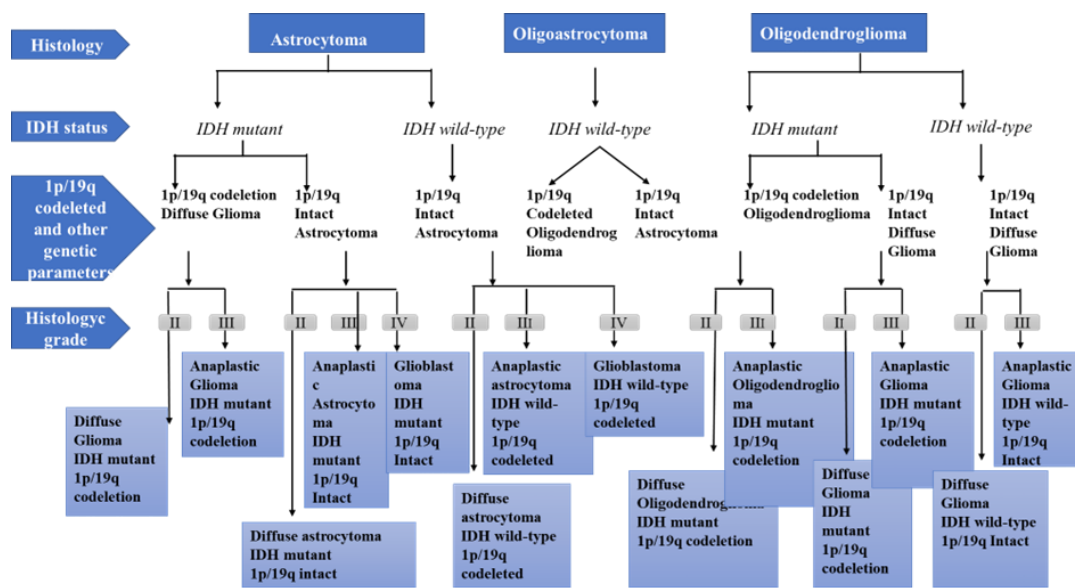 Histology
Astrocytoma
Oligoastrocytoma
Oligodendroglioma
IDH status
IDH mutant
IDH wild-type
IDH wild-type
IDH mutant
IDH wild-type
1p/19q
codeleted
and other
genetic
parameters
1p/19q codeletion
Diffuse Glioma
1p/19q
Intact
Astrocytoma
1p/19q
Intact
Astrocytoma
1p/19q
Codeleted
Oligodendrog
lioma
1p/19q
Intact
Astrocytoma
1p/19q codeletion
Oligodendroglioma
1p/19q
Intact
Diffuse
Glioma
1p/19q
Intact
Diffuse
Glioma
Histologyc
grade
II
III
II
III
IV
II
III
IV
II
III
II
III
II
III
Anaplastic
Glioma
IDH mutant
1p/19q
codeletion
Anaplasti
c
Astrocyto
ma
IDH
mutant
1p/19q
Intact
Glioblast
oma
IDH
mutant
1p/19q
Intact
Anaplastic
astrocytoma
IDH wild-
type
1p/19q
codeleted
Glioblastoma
IDH wild-type
1p/19q
codeleted
Anaplastic
Oligodendroglio
ma
IDH mutant
1p/19q
codeletion
Anaplastic
Glioma
IDH mutant
1p/19q
codeletion
Anaplastic
Glioma
IDH wild-
type
1p/19q
Intact
Diffuse
Glioma
IDH mutant
1p/19q
codeletion
Diffuse astrocytoma
IDH mutant
1p/19q intact
Diffuse
astrocytoma
IDH wild-type
1p/19q
codeleted
Diffuse
Oligodendroglioma
IDH mutant
1p/19q codeletion
Diffuse
Glioma
IDH
mutant
1p/19q
codeletion
Diffuse
Glioma
IDH wild-type
1p/19q Intact